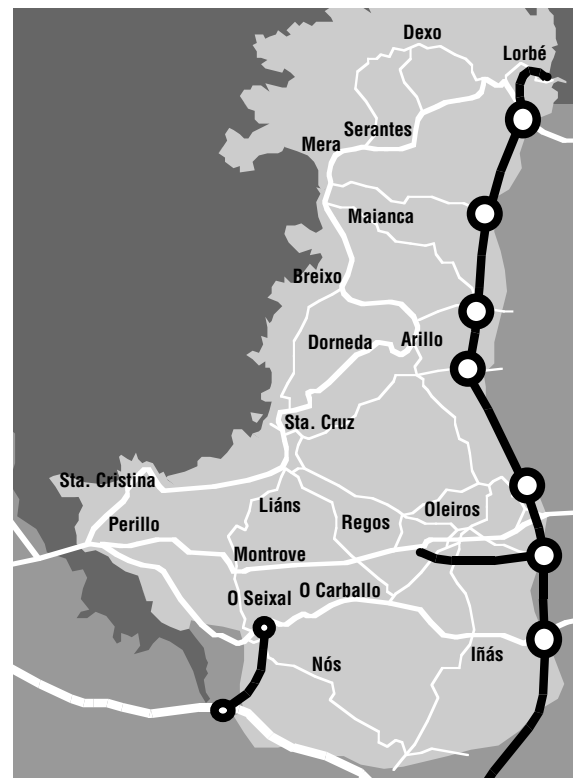 Dexo
Lorbé
Serantes
Mera
Maianca
Breixo
Dorneda
Arillo
Sta. Cruz
Sta. Cristina
Liáns
Oleiros
Perillo
Regos
Montrove
O Carballo
O Seixal
Iñás
Nós